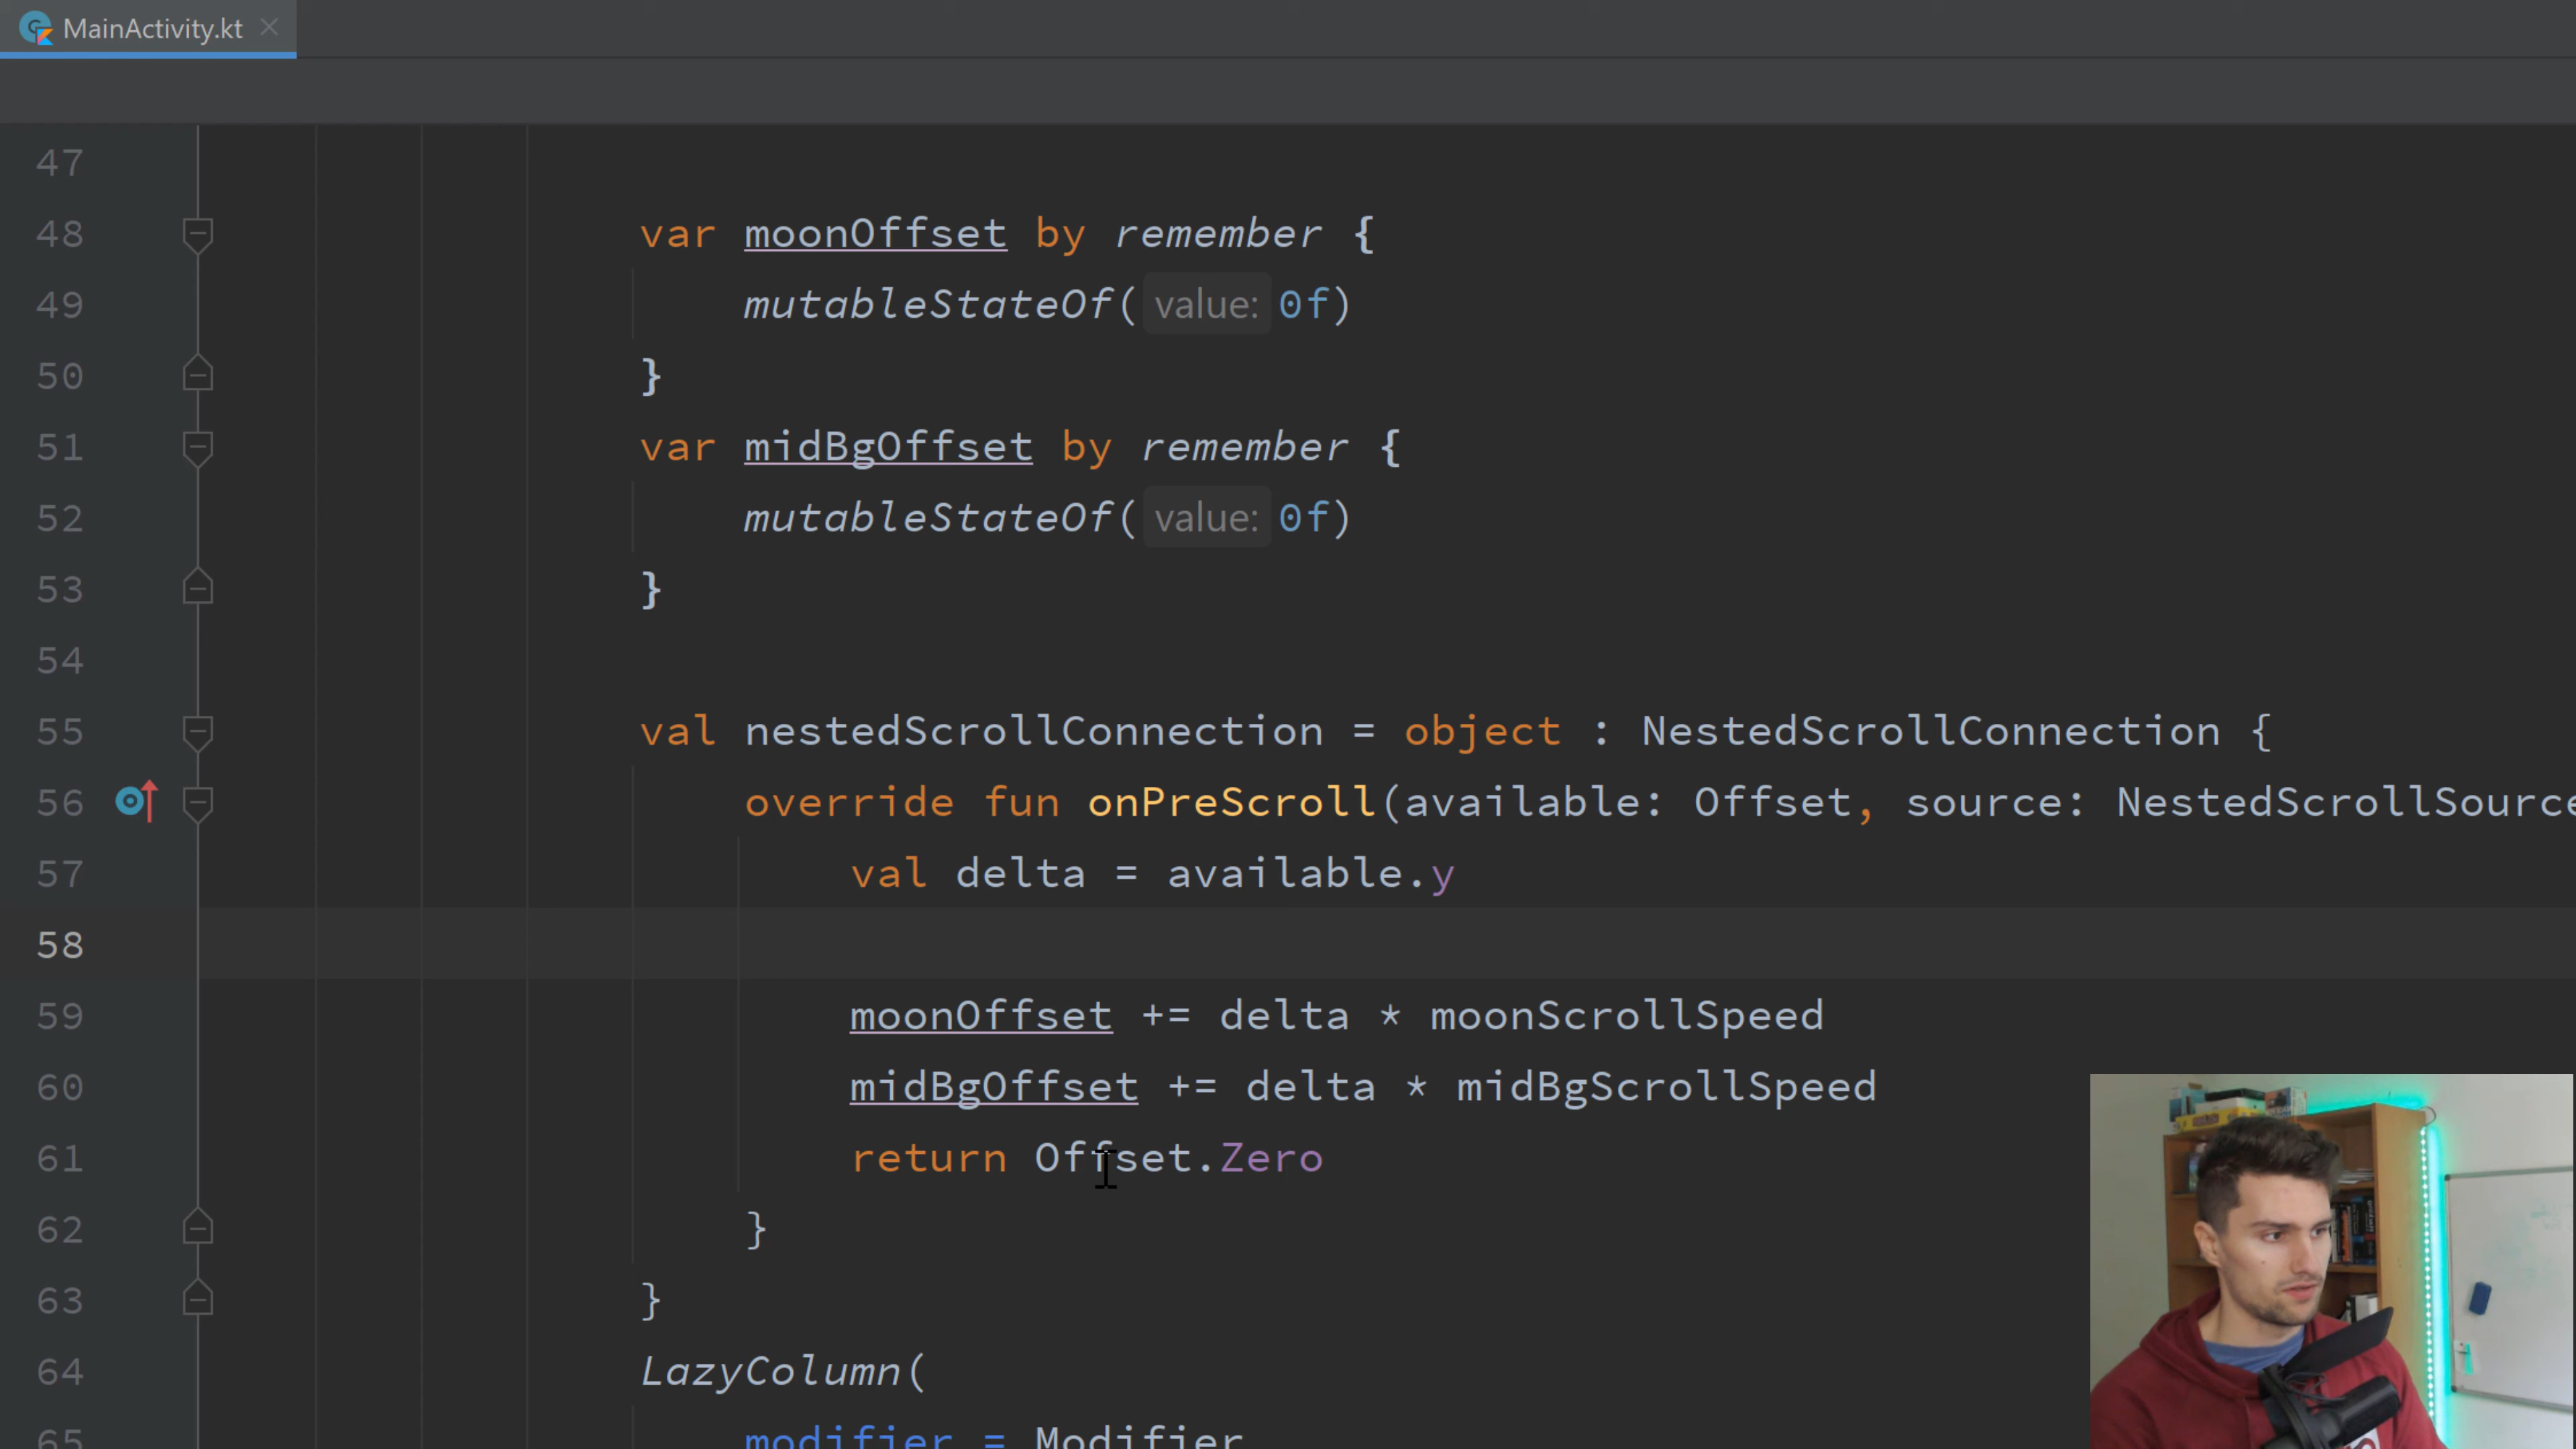 MainActivity.kt
47
48 var moonOffset by remember {
49 mutableStateOf( value: 0f)
50 }
51 var midBgOffset by remember {
52 mutableStateOf( value: 0f)
53 }
54
55 val nestedScrollConnection = object : NestedScrollConnection {
56 override fun onPreScroll(available: Offset, source: NestedScrollSource
57 val delta = available.y
58
59 moonOffset += delta * moonScrollSpeed
60 midBgOffset += delta * midBgScrollSpeed
61 return Offset.Zero
62 }
63 }
64 LazyColumn(
65 modifier = Modifier